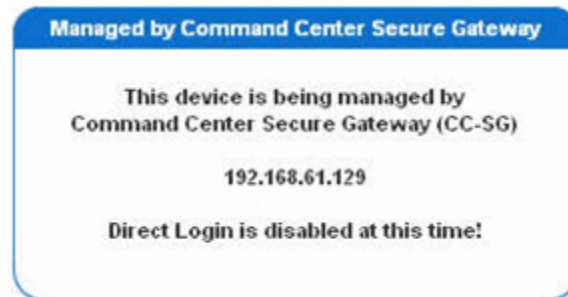 Managed by Command Center Secure Gateway
This device is being managed by
Command Center Secure Gateway (CC-SG)
192.168.61.129
Direct Login is disabled at this time!